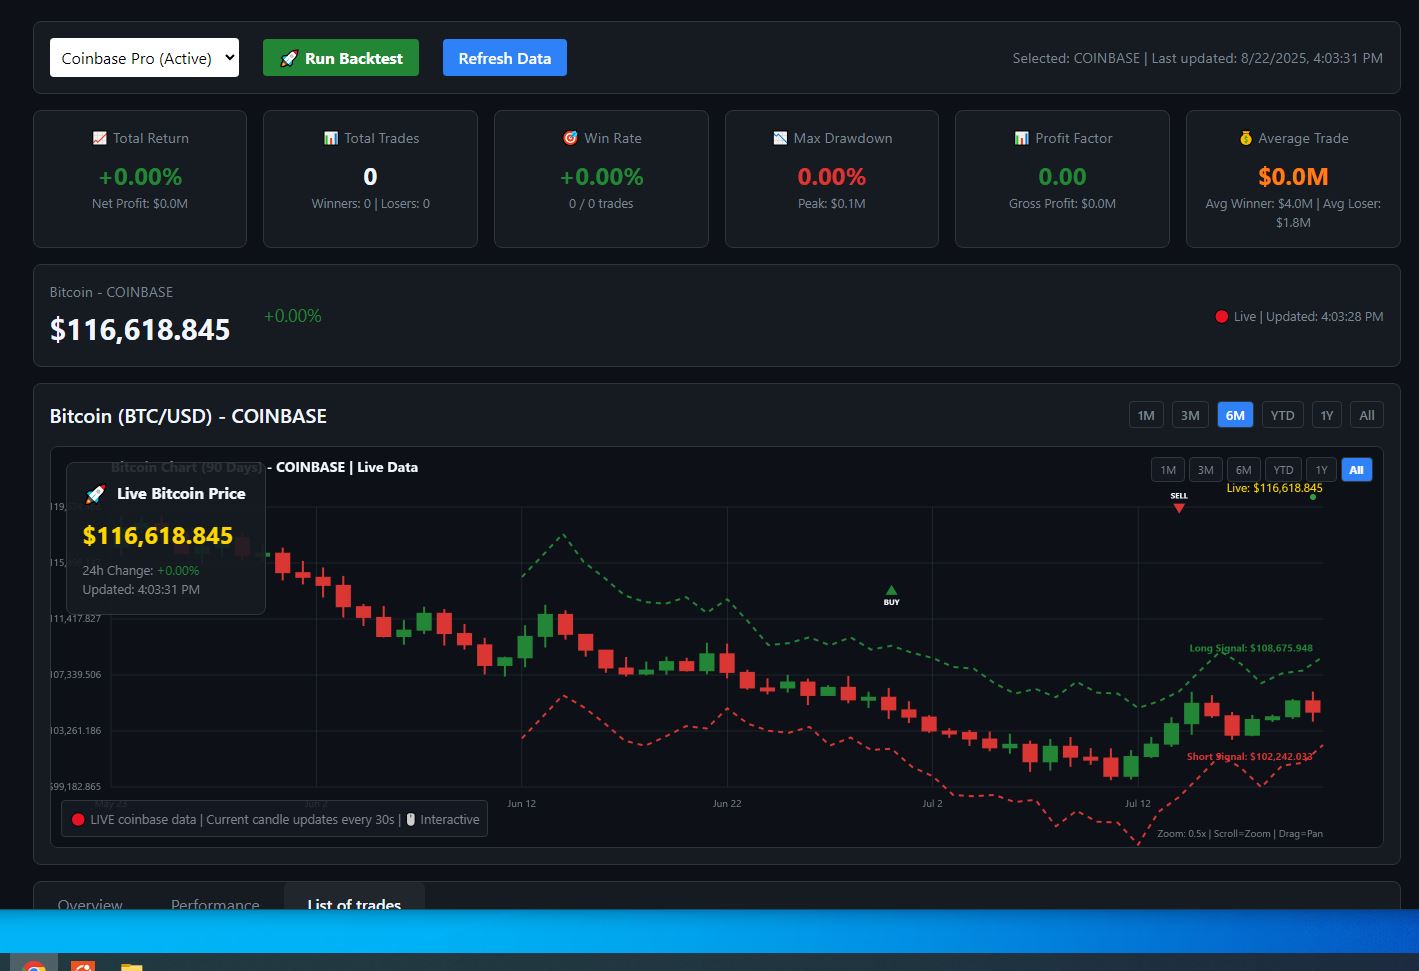 Coinbase Pro (Active)
🚀 Run Backtest
Refresh Data
Selected: COINBASE | Last updated: 8/22/2025, 4:03:31 PM
📈 Total Return
+0.00%
Net Profit: $0.0M
📊 Total Trades
0
Winners: 0 | Losers: 0
🎯 Win Rate
+0.00%
0 / 0 trades
📉 Max Drawdown
0.00%
Peak: $0.1M
📊 Profit Factor
0.00
Gross Profit: $0.0M
💰 Average Trade
$0.0M
Avg Winner: $4.0M | Avg Loser:
$1.8M
Bitcoin - COINBASE
$116,618.845
+0.00%
🔴 Live | Updated: 4:03:28 PM
Bitcoin (BTC/USD) - COINBASE
1M 3M 6M YTD 1Y All
Bitcoin Chart (90 Days) - COINBASE | Live Data
1M 3M 6M YTD 1Y All
🚀 Live Bitcoin Price
$116,618.845
24h Change: +0.00%
Updated: 4:03:31 PM
Live: $116,618.845
SELL
BUY
111,417.827
07,339.506
03,261.186
$99,182.865
Long Signal: $108,675.948
Short Signal: $102,242.033
May 23
Jun 2
Jun 12
Jun 22
Jul 2
Jul 12
🔴 LIVE coinbase data | Current candle updates every 30s | 🖱️ Interactive
Zoom: 0.5x | Scroll=Zoom | Drag=Pan
Overview
Performance
List of trades